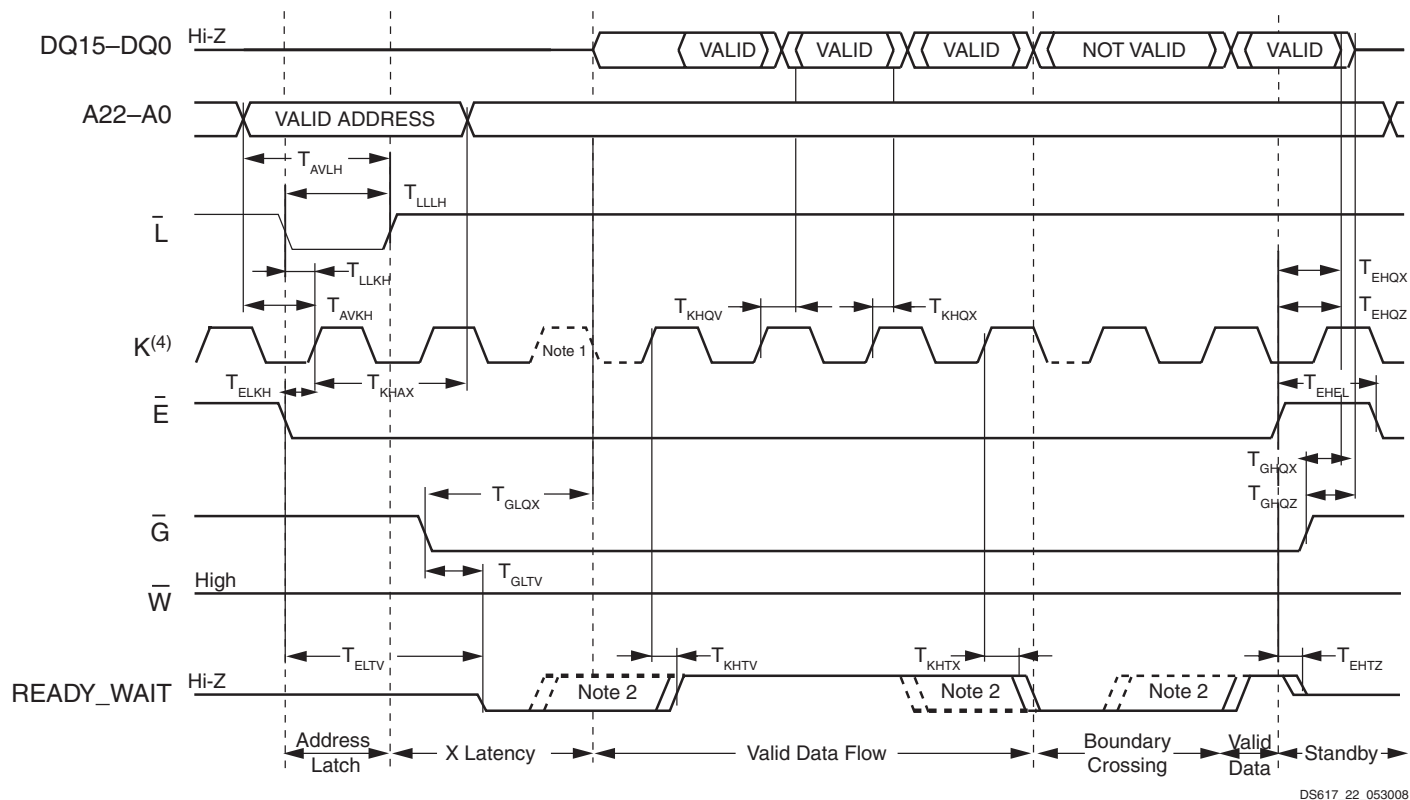 DQ15–DQ0 Hi-Z VALID VALID VALID NOT VALID VALID
A22–A0 VALID ADDRESS
TAVLH
TLLLH
L̅
TLLKH TEHQX
TAVKH TKHQV TKHQX TEHQZ
K(4) Note 1
TELKH TKHAX TEHEL
E̅
TGHQX
TGLQX TGHQZ
G̅
TGLTV
W̅ High
TELTV TKHTV TKHTX TEHTZ
READY_WAIT Hi-Z Note 2 Note 2 Note 2
Address Latch X Latency Valid Data Flow Boundary Crossing Valid Data Standby
DS617_22_053008